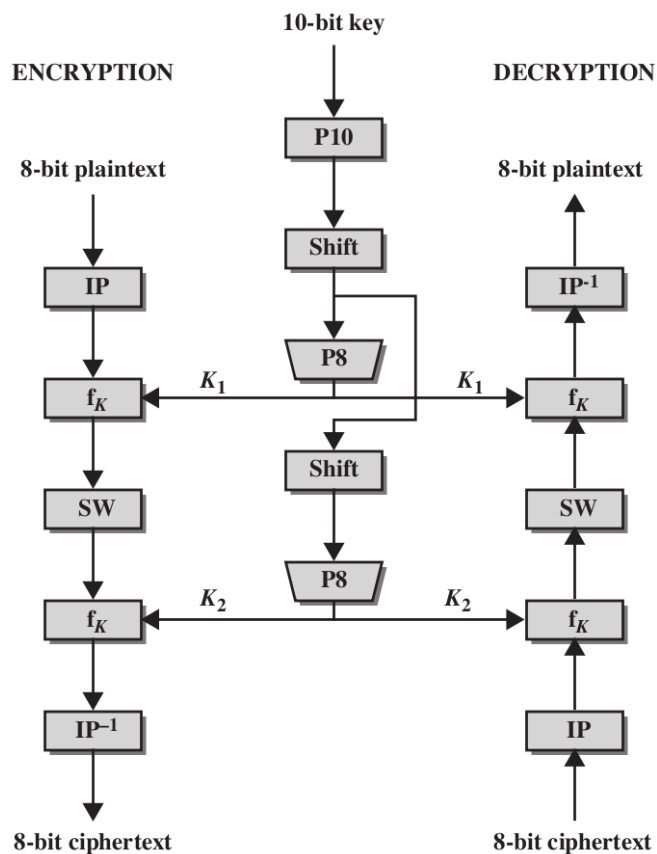 10-bit key
ENCRYPTION
DECRYPTION
P10
8-bit plaintext
8-bit plaintext
Shift
IP
IP-1
P8
K1
K1
fK
fK
Shift
SW
SW
P8
K2
K2
fK
fK
IP–1
IP
8-bit ciphertext
8-bit ciphertext